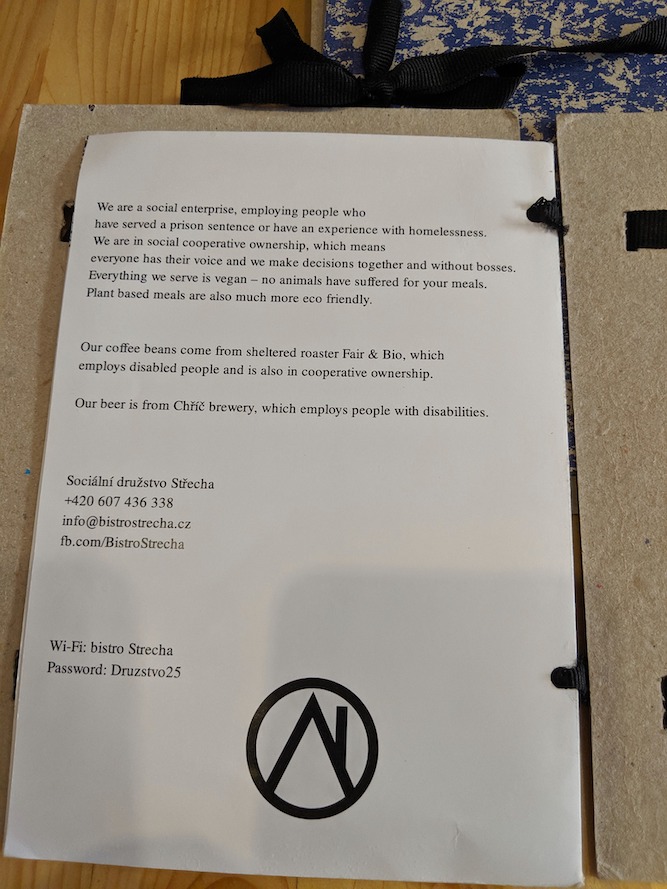 We are a social enterprise, employing people who
have served a prison sentence or have an experience with homelessness.
We are in social cooperative ownership, which means
everyone has their voice and we make decisions together and without bosses.
Everything we serve is vegan – no animals have suffered for your meals.
Plant based meals are also much more eco friendly.
Our coffee beans come from sheltered roaster Fair & Bio, which
employs disabled people and is also in cooperative ownership.
Our beer is from Chříč brewery, which employs people with disabilities.
Sociální družstvo Střecha
+420 607 436 338
info@bistrostrecha.cz
fb.com/BistroStrecha
Wi-Fi: bistro Strecha
Password: Druzstvo25